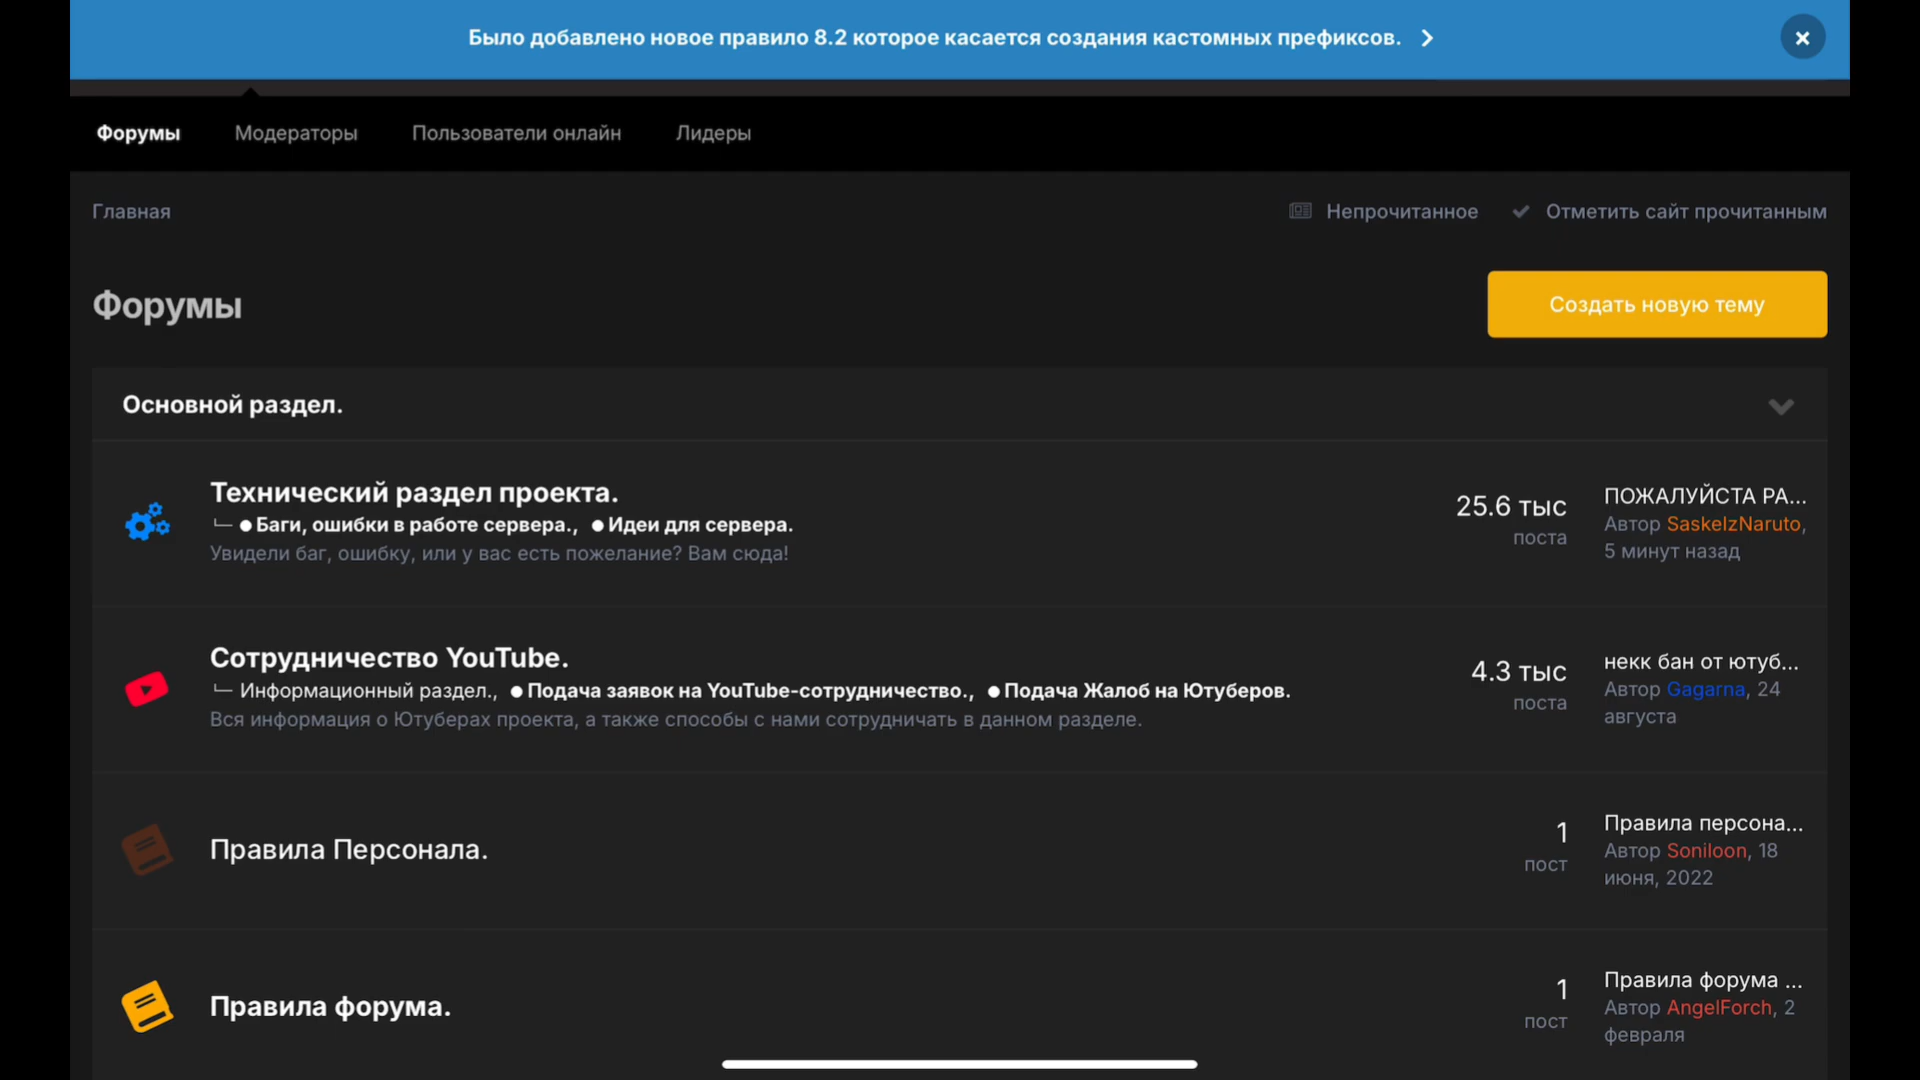 Было добавлено новое правило 8.2 которое касается создания кастомных префиксов.
Форумы Модераторы Пользователи онлайн Лидеры
Главная Непрочитанное Отметить сайт прочитанным
Форумы Создать новую тему
Основной раздел.
Технический раздел проекта.
● Баги, ошибки в работе сервера., ● Идеи для сервера.
Увидели баг, ошибку, или у вас есть пожелание? Вам сюда!
25.6 тыс
поста
ПОЖАЛУЙСТА РА...
Автор SaskeIzNaruto,
5 минут назад
Сотрудничество YouTube.
Информационный раздел., ● Подача заявок на YouTube-сотрудничество., ● Подача Жалоб на Ютуберов.
Вся информация о Ютуберах проекта, а также способы с нами сотрудничать в данном разделе.
4.3 тыс
поста
некк бан от ютуб...
Автор Gagarna, 24
августа
Правила Персонала.
1
пост
Правила персона...
Автор Soniloon, 18
июня, 2022
Правила форума.
1
пост
Правила форума ...
Автор AngelForch, 2
февраля